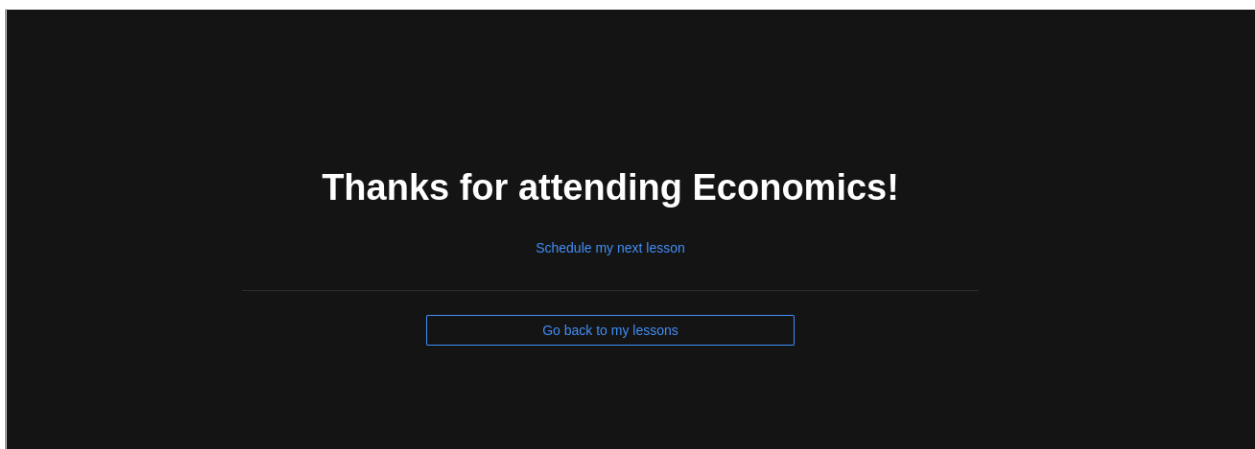 Thanks for attending Economics!
Schedule my next lesson
Go back to my lessons